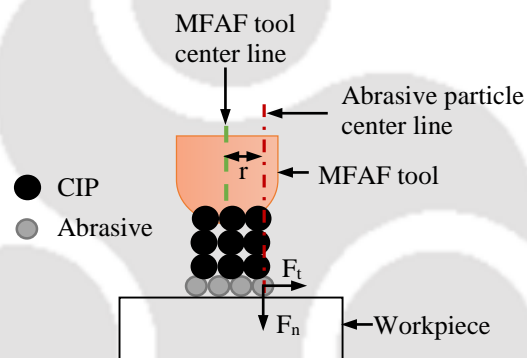 MFAF tool
center line
Abrasive particle
center line
r
MFAF tool
CIP
Abrasive
Ft
Fn
Workpiece